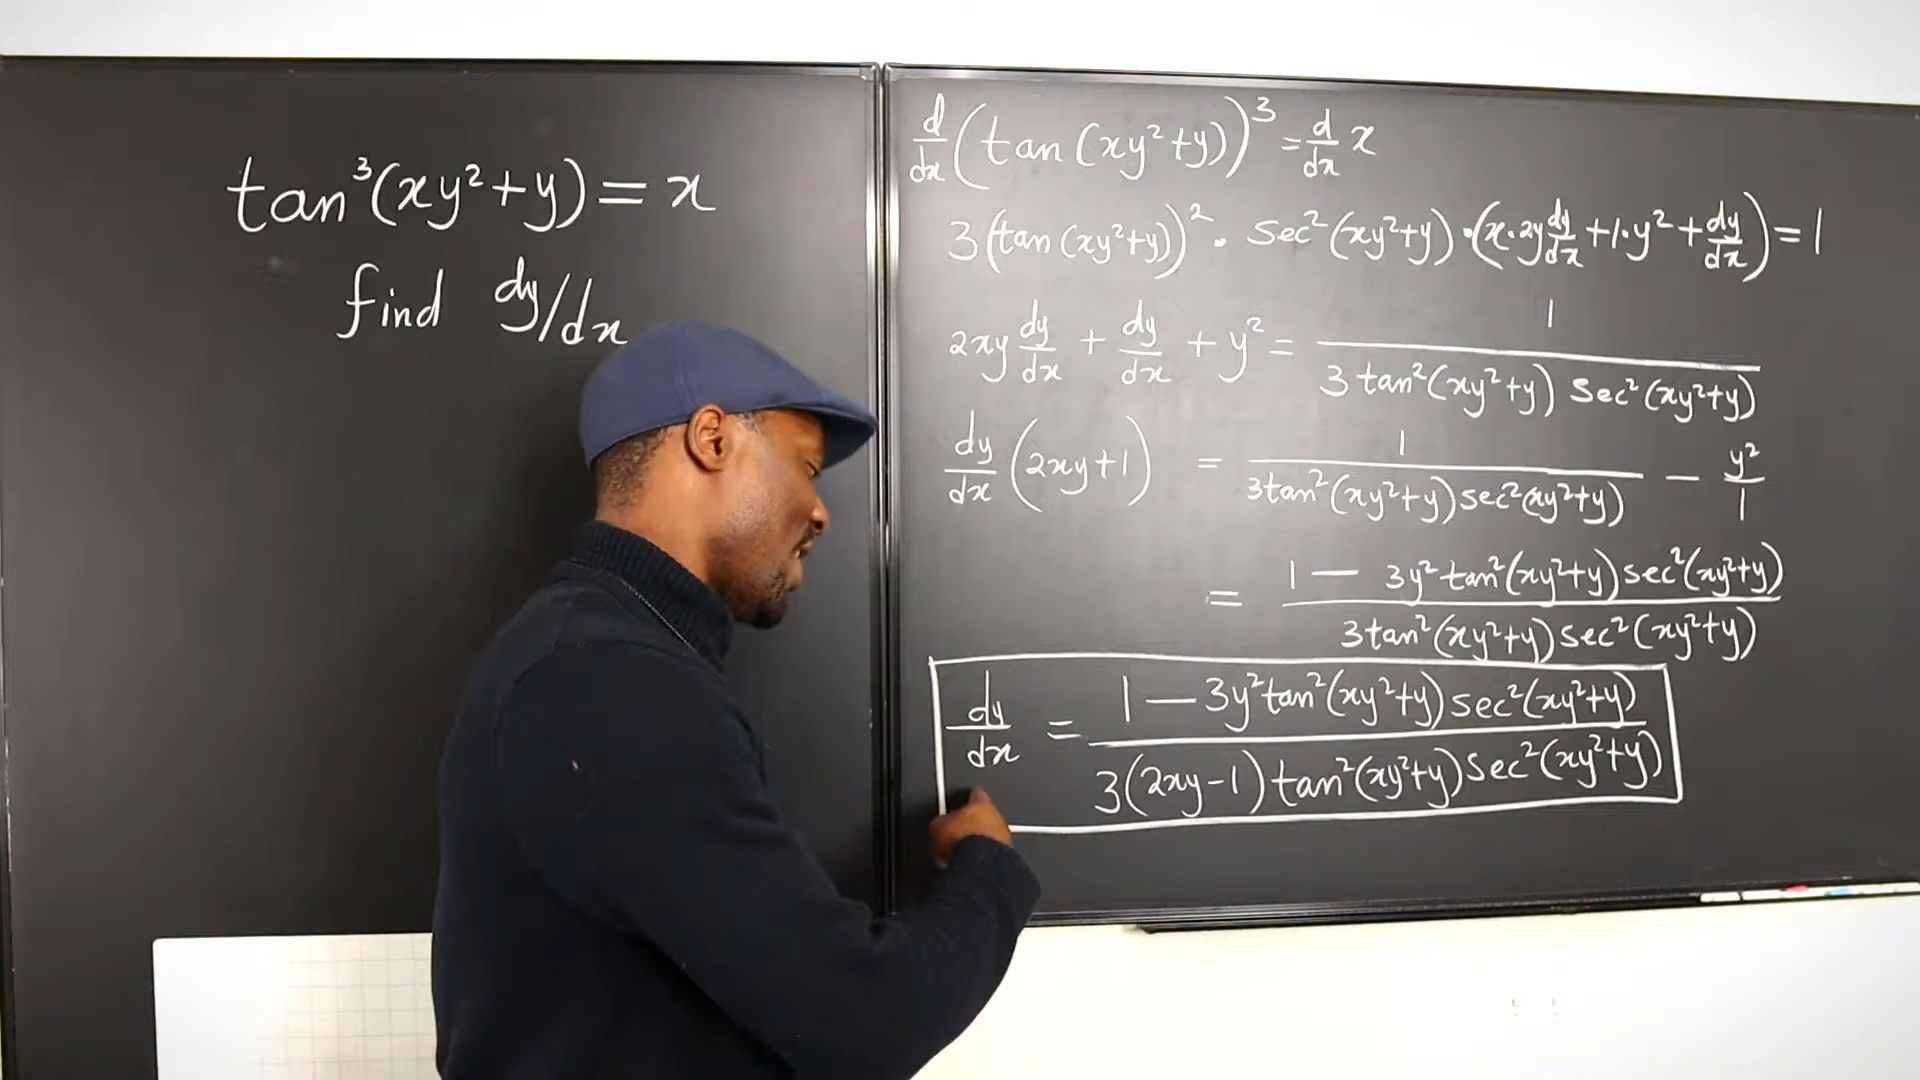 tan³(xy²+y) = x
find dy/dx
d/dx (tan (xy²+y))³ = d/dx x
3(tan (xy²+y))² · sec²(xy²+y) · (x·2y dy/dx + 1·y² + dy/dx) = 1
2xy dy/dx + dy/dx + y² = 1 / 3 tan²(xy²+y) sec²(xy²+y)
dy/dx (2xy+1) = 1 / 3tan²(xy²+y)sec²(xy²+y) − y²/1
= 1 − 3y²tan²(xy²+y)sec²(xy²+y) / 3tan²(xy²+y)sec²(xy²+y)
dy/dx = 1 − 3y²tan²(xy²+y)sec²(xy²+y) / 3(2xy-1)tan²(xy²+y)sec²(xy²+y)